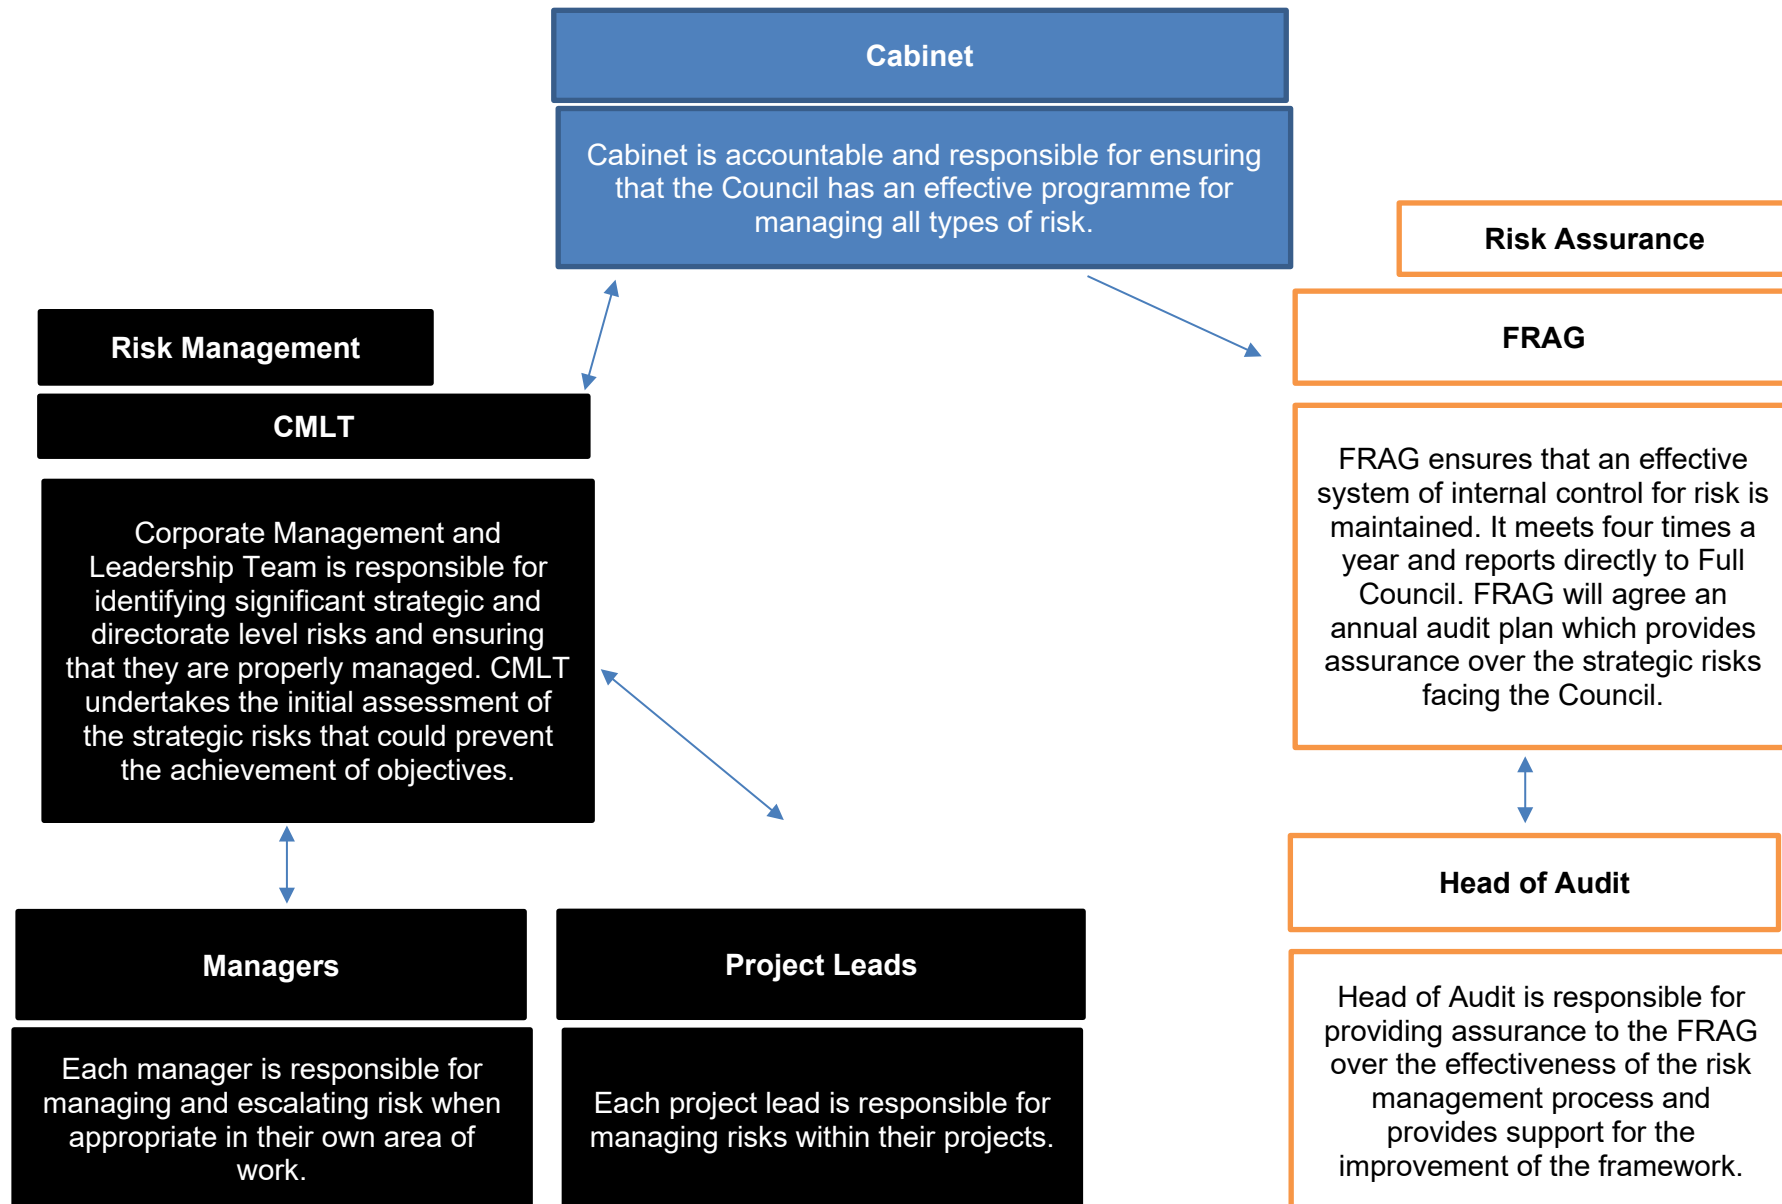 Cabinet
Cabinet is accountable and responsible for ensuring
that the Council has an effective programme for
managing all types of risk.
Risk Assurance
FRAG
FRAG ensures that an effective
system of internal control for risk is
maintained. It meets four times a
year and reports directly to Full
Council. FRAG will agree an
annual audit plan which provides
assurance over the strategic risks
facing the Council.
Risk Management
CMLT
Corporate Management and
Leadership Team is responsible for
identifying significant strategic and
directorate level risks and ensuring
that they are properly managed. CMLT
undertakes the initial assessment of
the strategic risks that could prevent
the achievement of objectives.
Managers
Each manager is responsible for
managing and escalating risk when
appropriate in their own area of
work.
Project Leads
Each project lead is responsible for
managing risks within their projects.
Head of Audit
Head of Audit is responsible for
providing assurance to the FRAG
over the effectiveness of the risk
management process and
provides support for the
improvement of the framework.